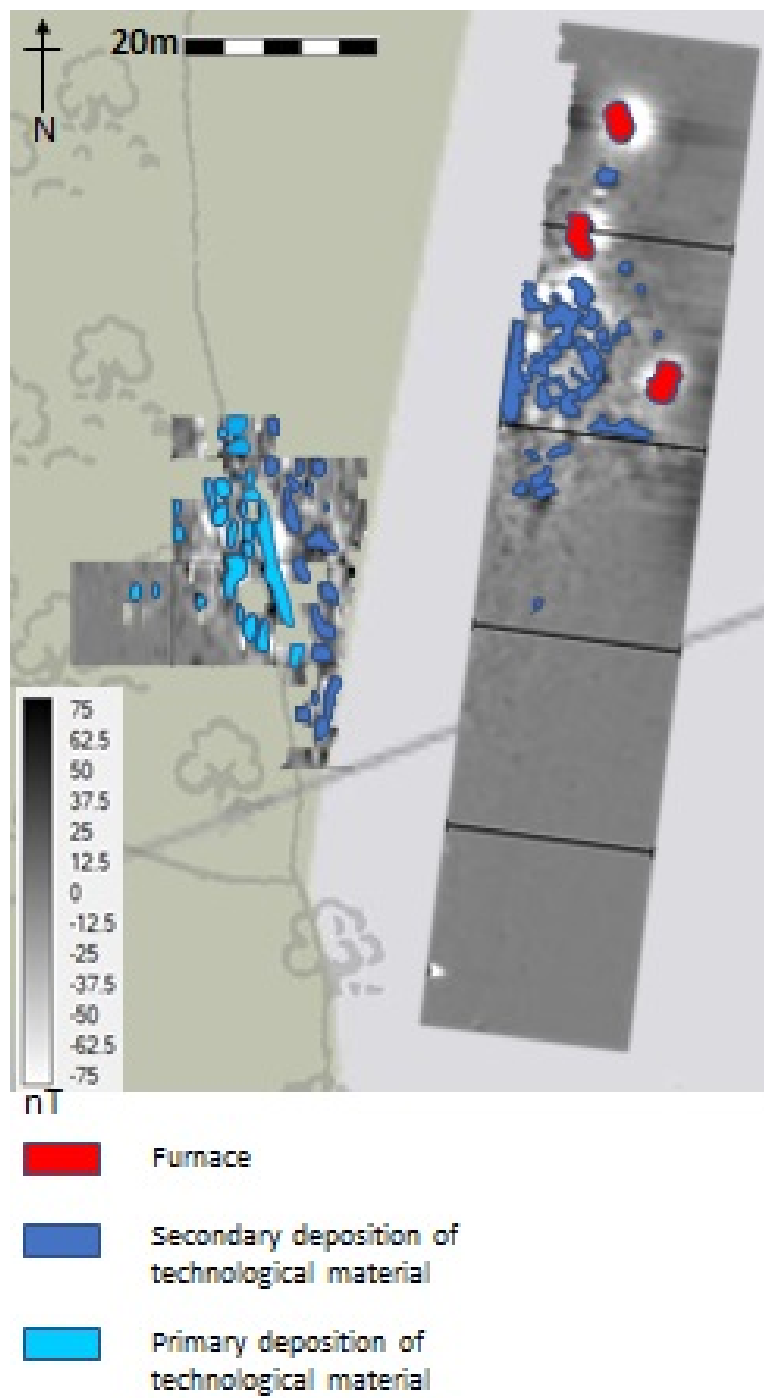 20m
N
75
62.5
50
37.5
25
12.5
0
-12.5
-25
-37.5
-50
-62.5
-75
nT
Furnace
Secondary deposition of
technological material
Primary deposition of
technological material